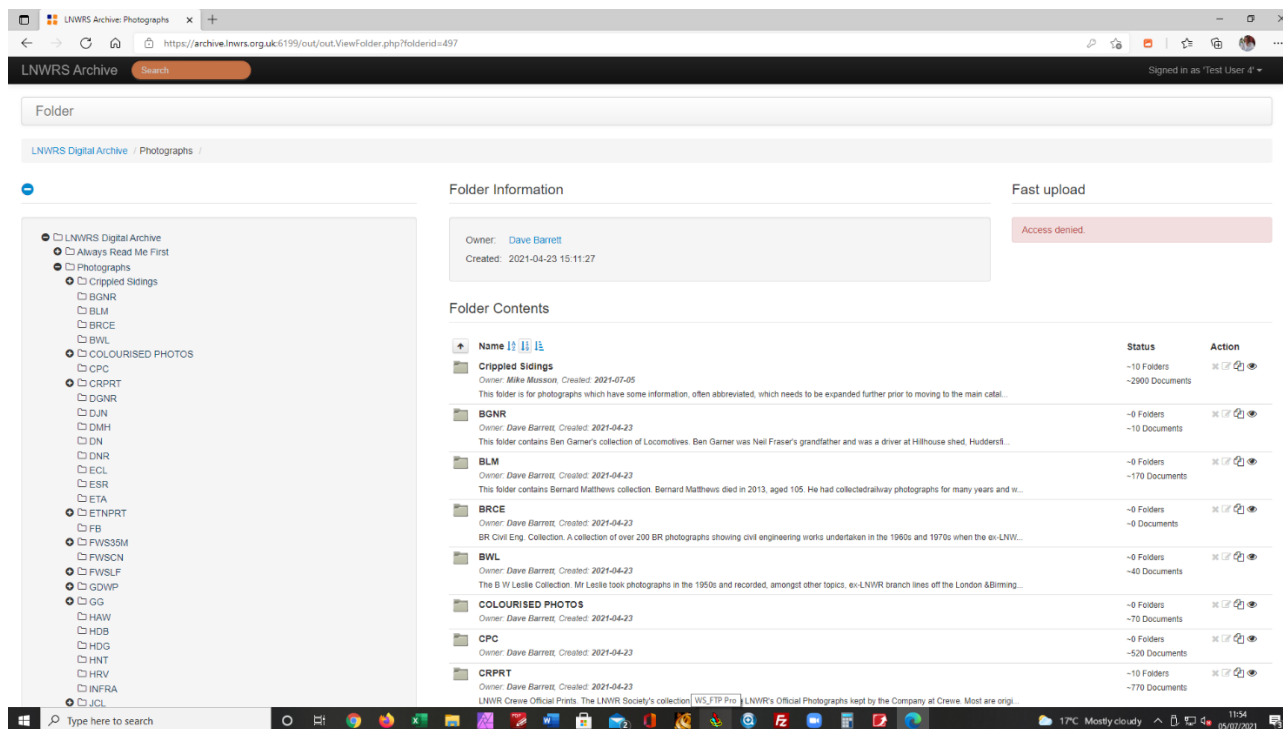 LNWRS Archive: Photographs
https://archive.lnwrs.org.uk:6199/out/out.ViewFolder.php?folderid=497
LNWRS Archive
Search
Signed in as 'Test User 4'
Folder
LNWRS Digital Archive / Photographs /
Folder Information
Fast upload
Owner: Dave Barrett
Created: 2021-04-23 15:11:27
Access denied.
LNWRS Digital Archive
Always Read Me First
Photographs
Crippled Sidings
BGNR
BLM
BRCE
BWL
COLOURISED PHOTOS
CPC
CRPRT
DGNR
DJN
DMH
DN
DNR
ECL
ESR
ETA
ETNPRT
FB
FWS35M
FWSCN
FWSLF
GDWP
GG
HAW
HDB
HDG
HNT
HRV
INFRA
JCL
Folder Contents
Name
Status
Action
Crippled Sidings
Owner: Mike Musson, Created: 2021-07-05
This folder is for photographs which have some information, often abbreviated, which needs to be expanded further prior to moving to the main catal...
~10 Folders
~2900 Documents
BGNR
Owner: Dave Barrett, Created: 2021-04-23
This folder contains Ben Garner's collection of Locomotives. Ben Garner was Neil Fraser's grandfather and was a driver at Hillhouse shed, Huddersfi...
~0 Folders
~10 Documents
BLM
Owner: Dave Barrett, Created: 2021-04-23
This folder contains Bernard Matthews collection. Bernard Matthews died in 2013, aged 105. He had collectedrailway photographs for many years and w...
~0 Folders
~170 Documents
BRCE
Owner: Dave Barrett, Created: 2021-04-23
BR Civil Eng. Collection. A collection of over 200 BR photographs showing civil engineering works undertaken in the 1960s and 1970s when the ex-LNW...
~0 Folders
~0 Documents
BWL
Owner: Dave Barrett, Created: 2021-04-23
The B W Leslie Collection. Mr Leslie took photographs in the 1950s and recorded, amongst other topics, ex-LNWR branch lines off the London &Birming...
~0 Folders
~40 Documents
COLOURISED PHOTOS
Owner: Dave Barrett, Created: 2021-04-23
~0 Folders
~70 Documents
CPC
Owner: Dave Barrett, Created: 2021-04-23
~0 Folders
~520 Documents
CRPRT
Owner: Dave Barrett, Created: 2021-04-23
LNWR Crewe Official Prints. The LNWR Society's collection WS_FTP Pro LNWR's Official Photographs kept by the Company at Crewe. Most are origi...
~10 Folders
~770 Documents
Type here to search
17°C Mostly cloudy
11:54
05/07/2021